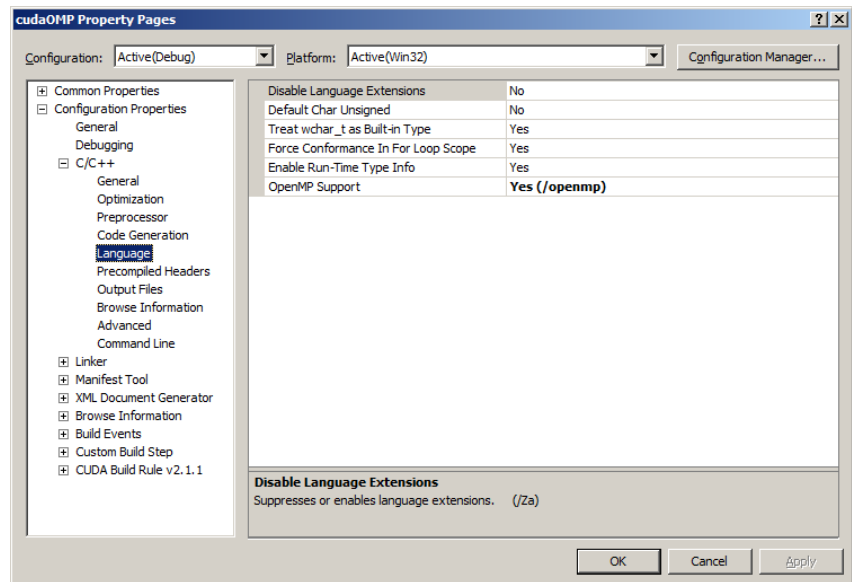 cudaOMP Property Pages
Configuration: Active(Debug) Platform: Active(Win32) Configuration Manager...
Common Properties
Configuration Properties
General
Debugging
C/C++
General
Optimization
Preprocessor
Code Generation
Language
Precompiled Headers
Output Files
Browse Information
Advanced
Command Line
Linker
Manifest Tool
XML Document Generator
Browse Information
Build Events
Custom Build Step
CUDA Build Rule v2.1.1
Disable Language Extensions No
Default Char Unsigned No
Treat wchar_t as Built-in Type Yes
Force Conformance In For Loop Scope Yes
Enable Run-Time Type Info Yes
OpenMP Support Yes (/openmp)
Disable Language Extensions
Suppresses or enables language extensions. (/Za)
OK Cancel Apply